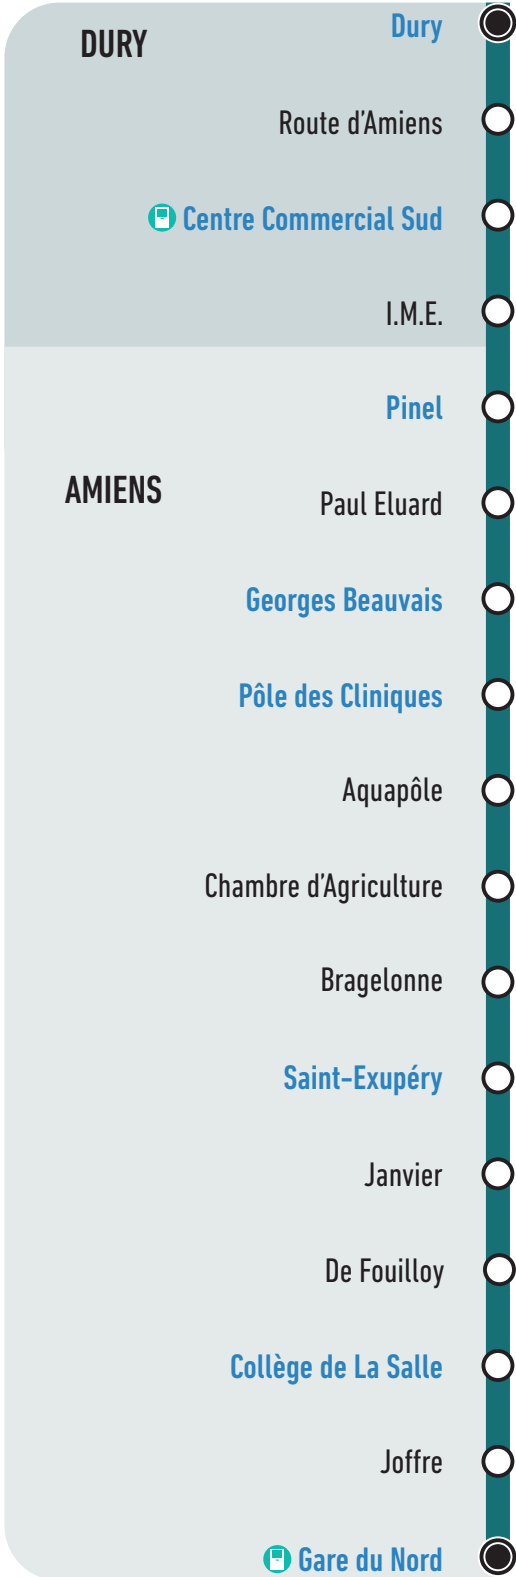 DURY
Dury
Route d'Amiens
Centre Commercial Sud
I.M.E.
Pinel
AMIENS
Paul Eluard
Georges Beauvais
Pôle des Cliniques
Aquapôle
Chambre d'Agriculture
Bragelonne
Saint-Exupéry
Janvier
De Fouilloy
Collège de La Salle
Joffre
Gare du Nord